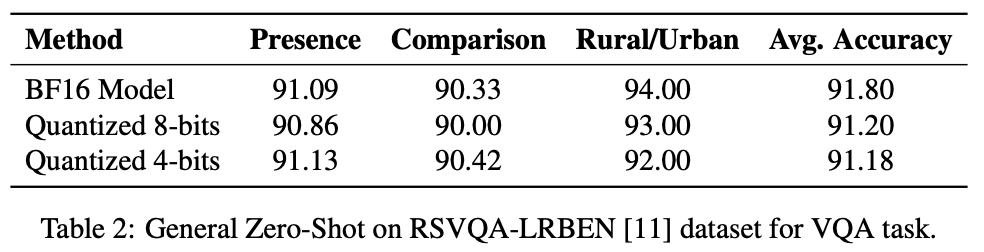 Method Presence Comparison Rural/Urban Avg. Accuracy
BF16 Model 91.09 90.33 94.00 91.80
Quantized 8-bits 90.86 90.00 93.00 91.20
Quantized 4-bits 91.13 90.42 92.00 91.18
Table 2: General Zero-Shot on RSVQA-LRBEN [11] dataset for VQA task.